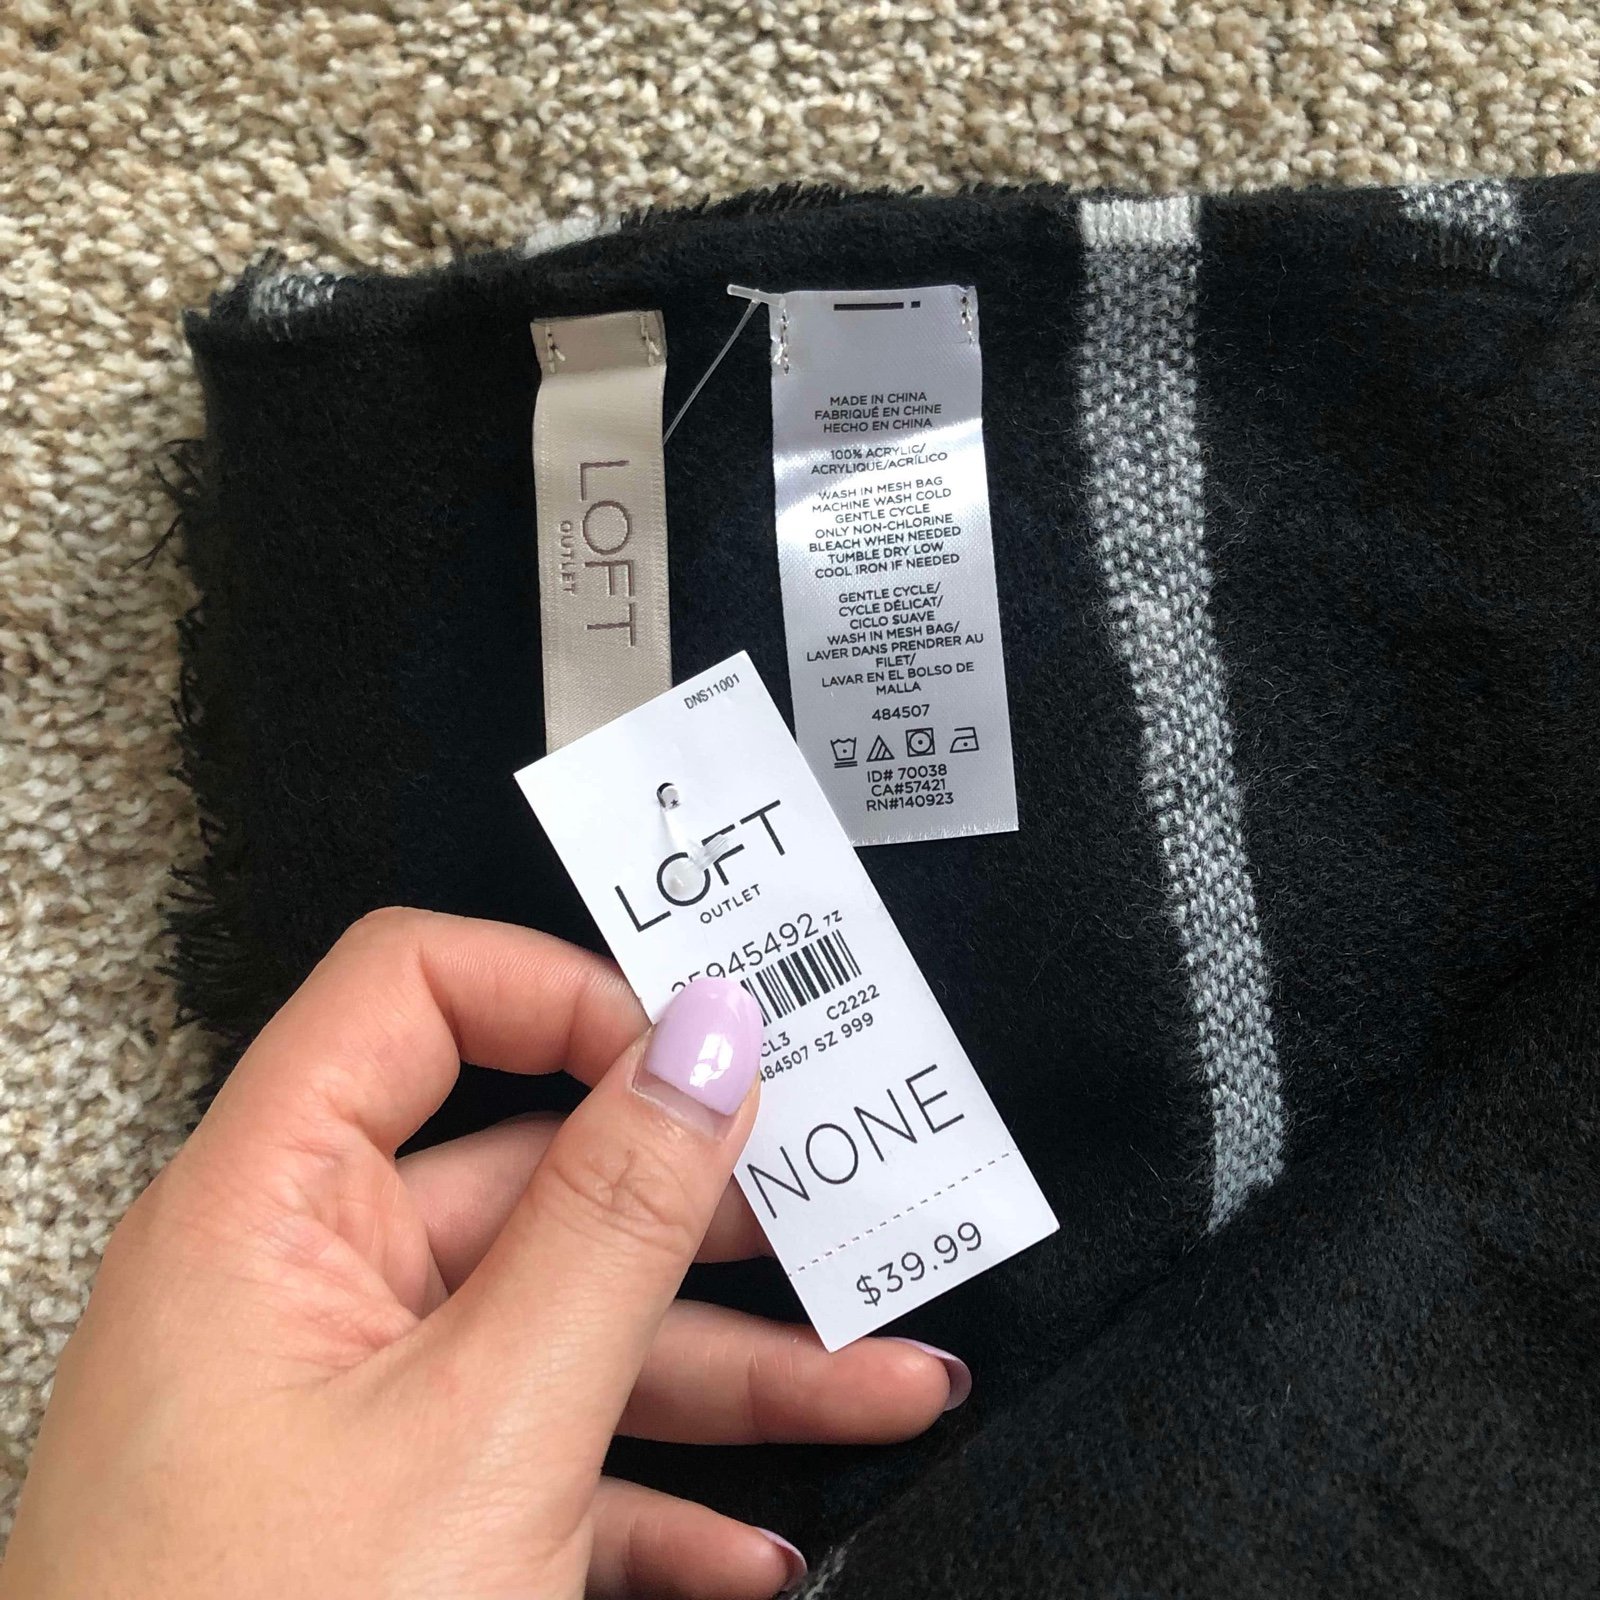 LOFT
OUTLET
MADE IN CHINA
FABRIQUÉ EN CHINE
HECHO EN CHINA
100% ACRYLIC/
ACRYLIQUE/ACRÍLICO
WASH IN MESH BAG
MACHINE WASH COLD
GENTLE CYCLE
ONLY NON-CHLORINE
BLEACH WHEN NEEDED
TUMBLE DRY LOW
COOL IRON IF NEEDED
GENTLE CYCLE/
CYCLE DÉLICAT/
CICLO SUAVE
WASH IN MESH BAG/
LAVER DANS PRENDRER AU
FILET/
LAVAR EN EL BOLSO DE
MALLA
484507
ID# 70038
CA#57421
RN#140923
DNS11001
LOFT
OUTLET
7Z
CL3 C2222
484507 SZ 999
NONE
$39.99